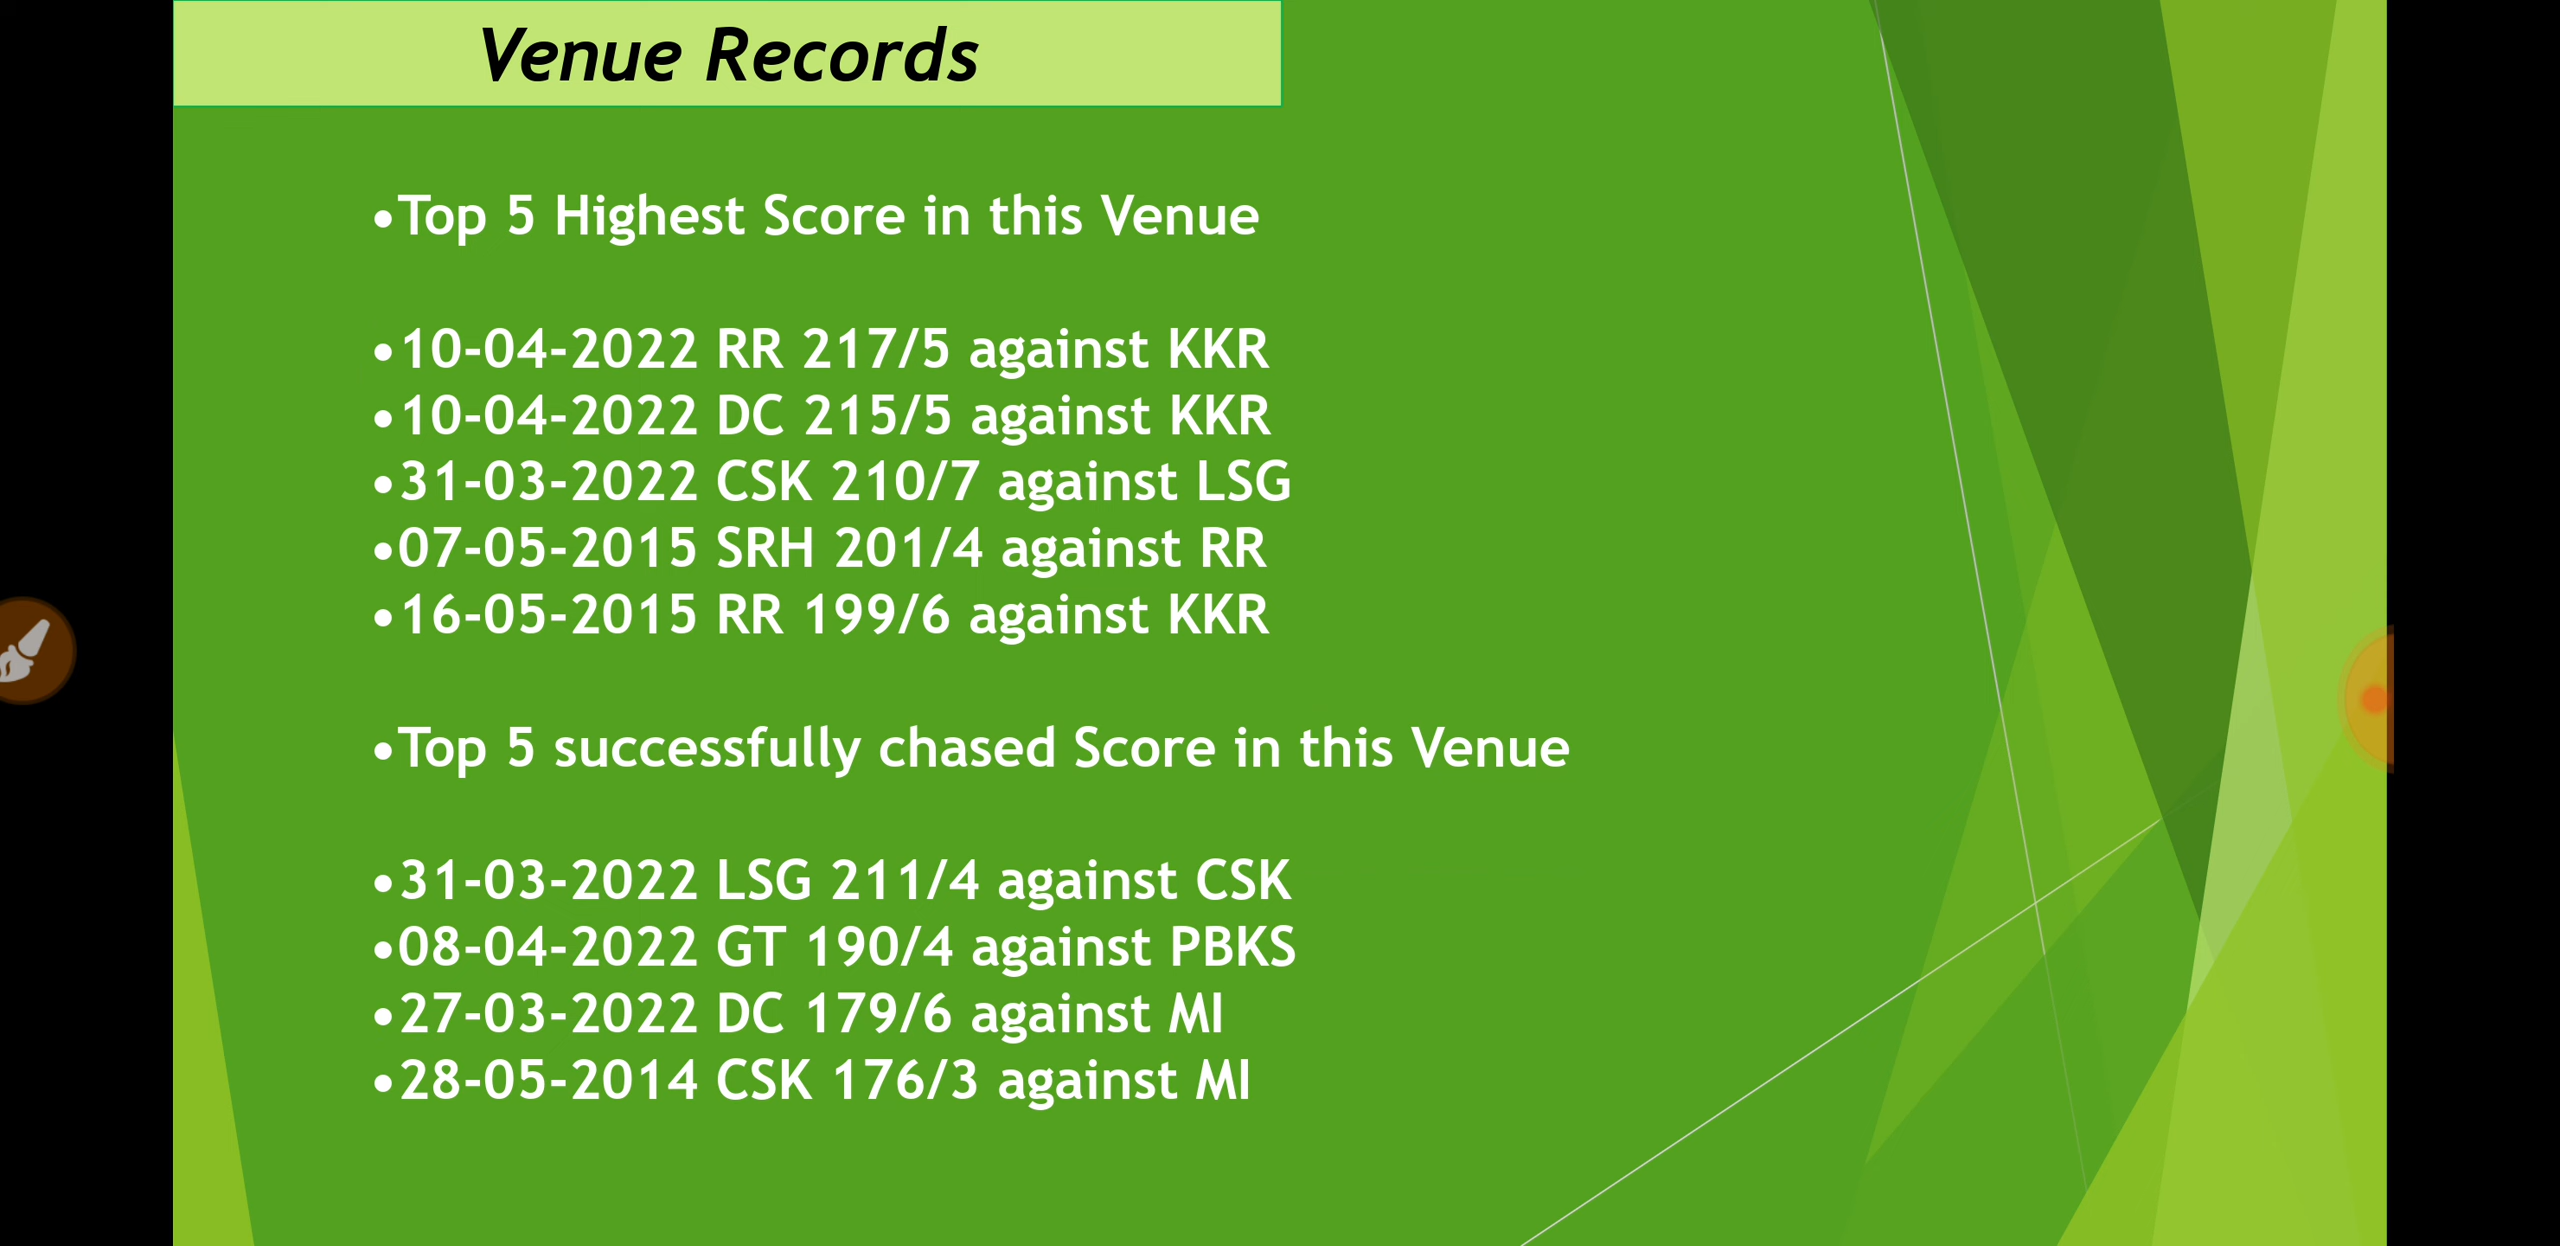 Venue Records
•Top 5 Highest Score in this Venue
•10-04-2022 RR 217/5 against KKR
•10-04-2022 DC 215/5 against KKR
•31-03-2022 CSK 210/7 against LSG
•07-05-2015 SRH 201/4 against RR
•16-05-2015 RR 199/6 against KKR
•Top 5 successfully chased Score in this Venue
•31-03-2022 LSG 211/4 against CSK
•08-04-2022 GT 190/4 against PBKS
•27-03-2022 DC 179/6 against MI
•28-05-2014 CSK 176/3 against MI